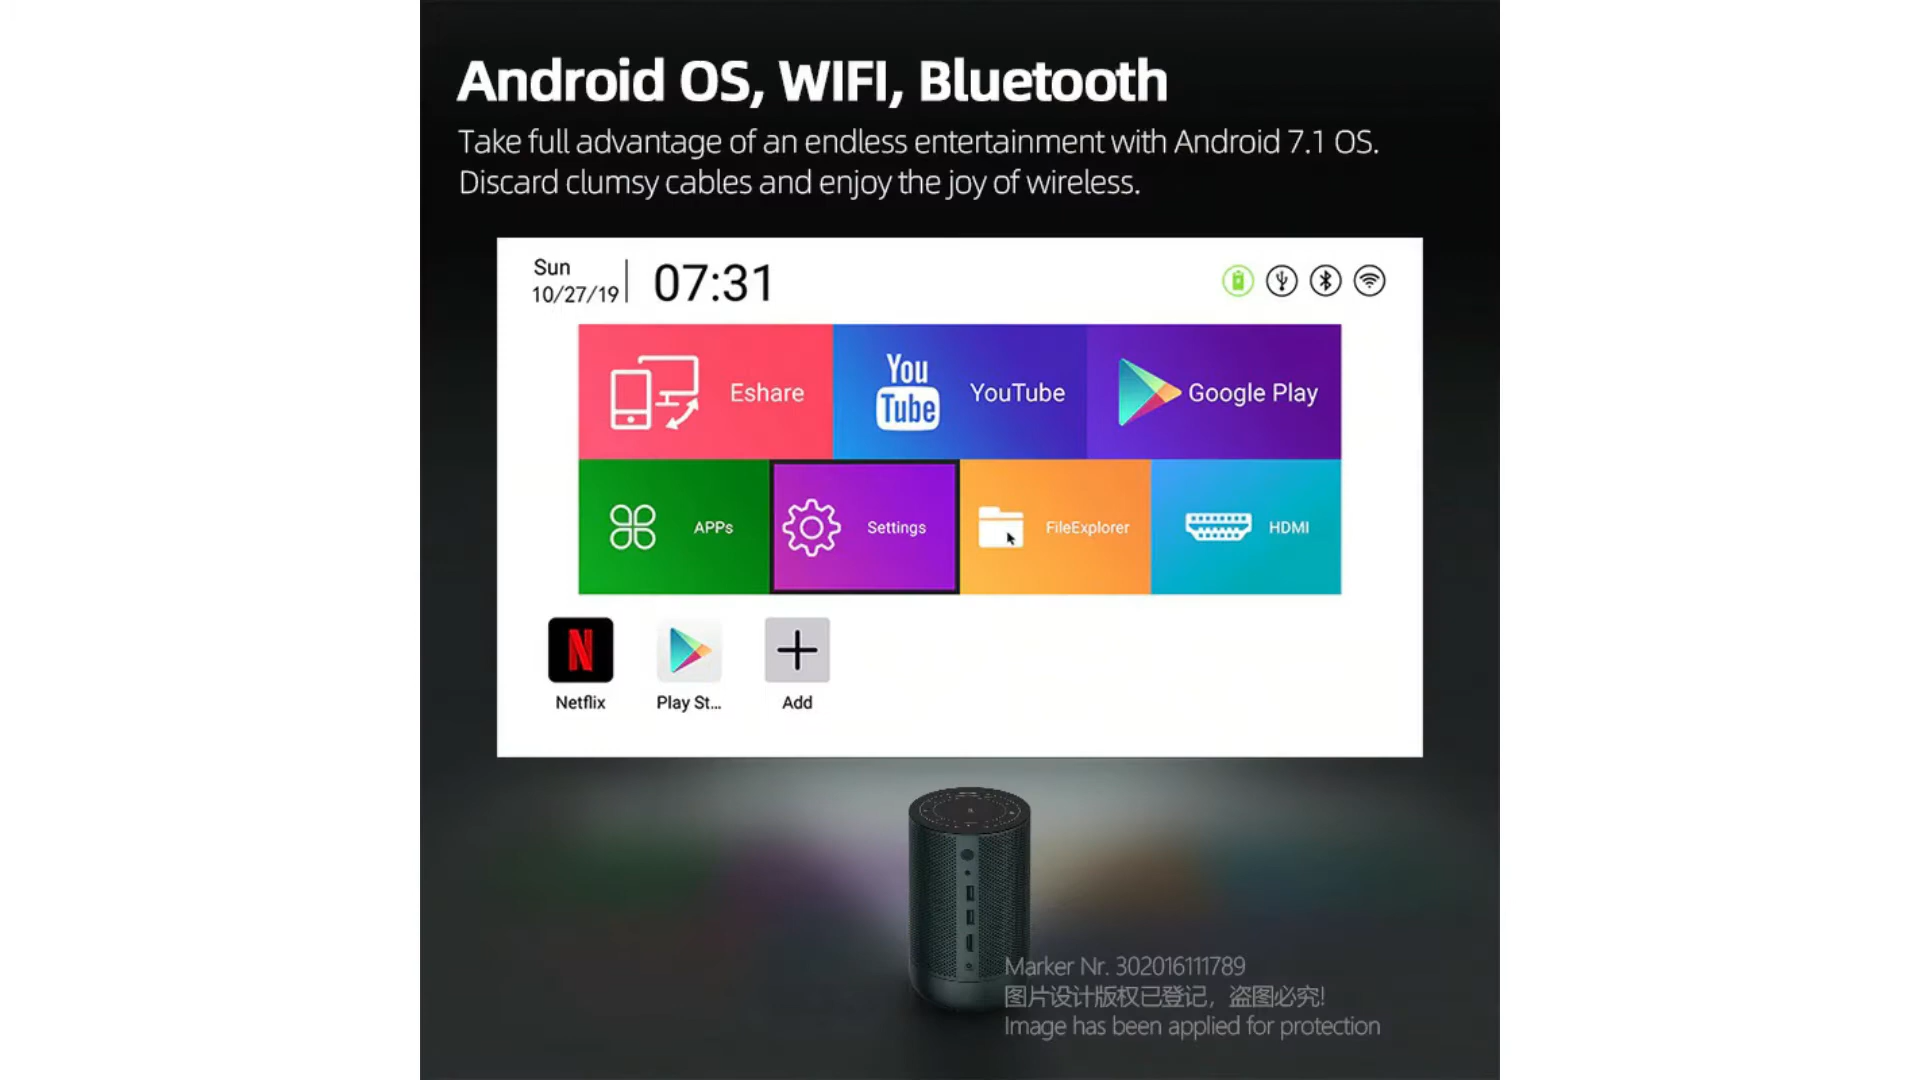 Android OS, WIFI, Bluetooth
Take full advantage of an endless entertainment with Android 7.1 OS.
Discard clumsy cables and enjoy the joy of wireless.
Sun
10/27/19
07:31
Eshare
You
Tube
YouTube
Google Play
APPs
Settings
FileExplorer
HDMI
N
Netflix
Play St...
Add
Marker Nr. 302016111789
图片设计版权已登记，盗图必究!
Image has been applied for protection